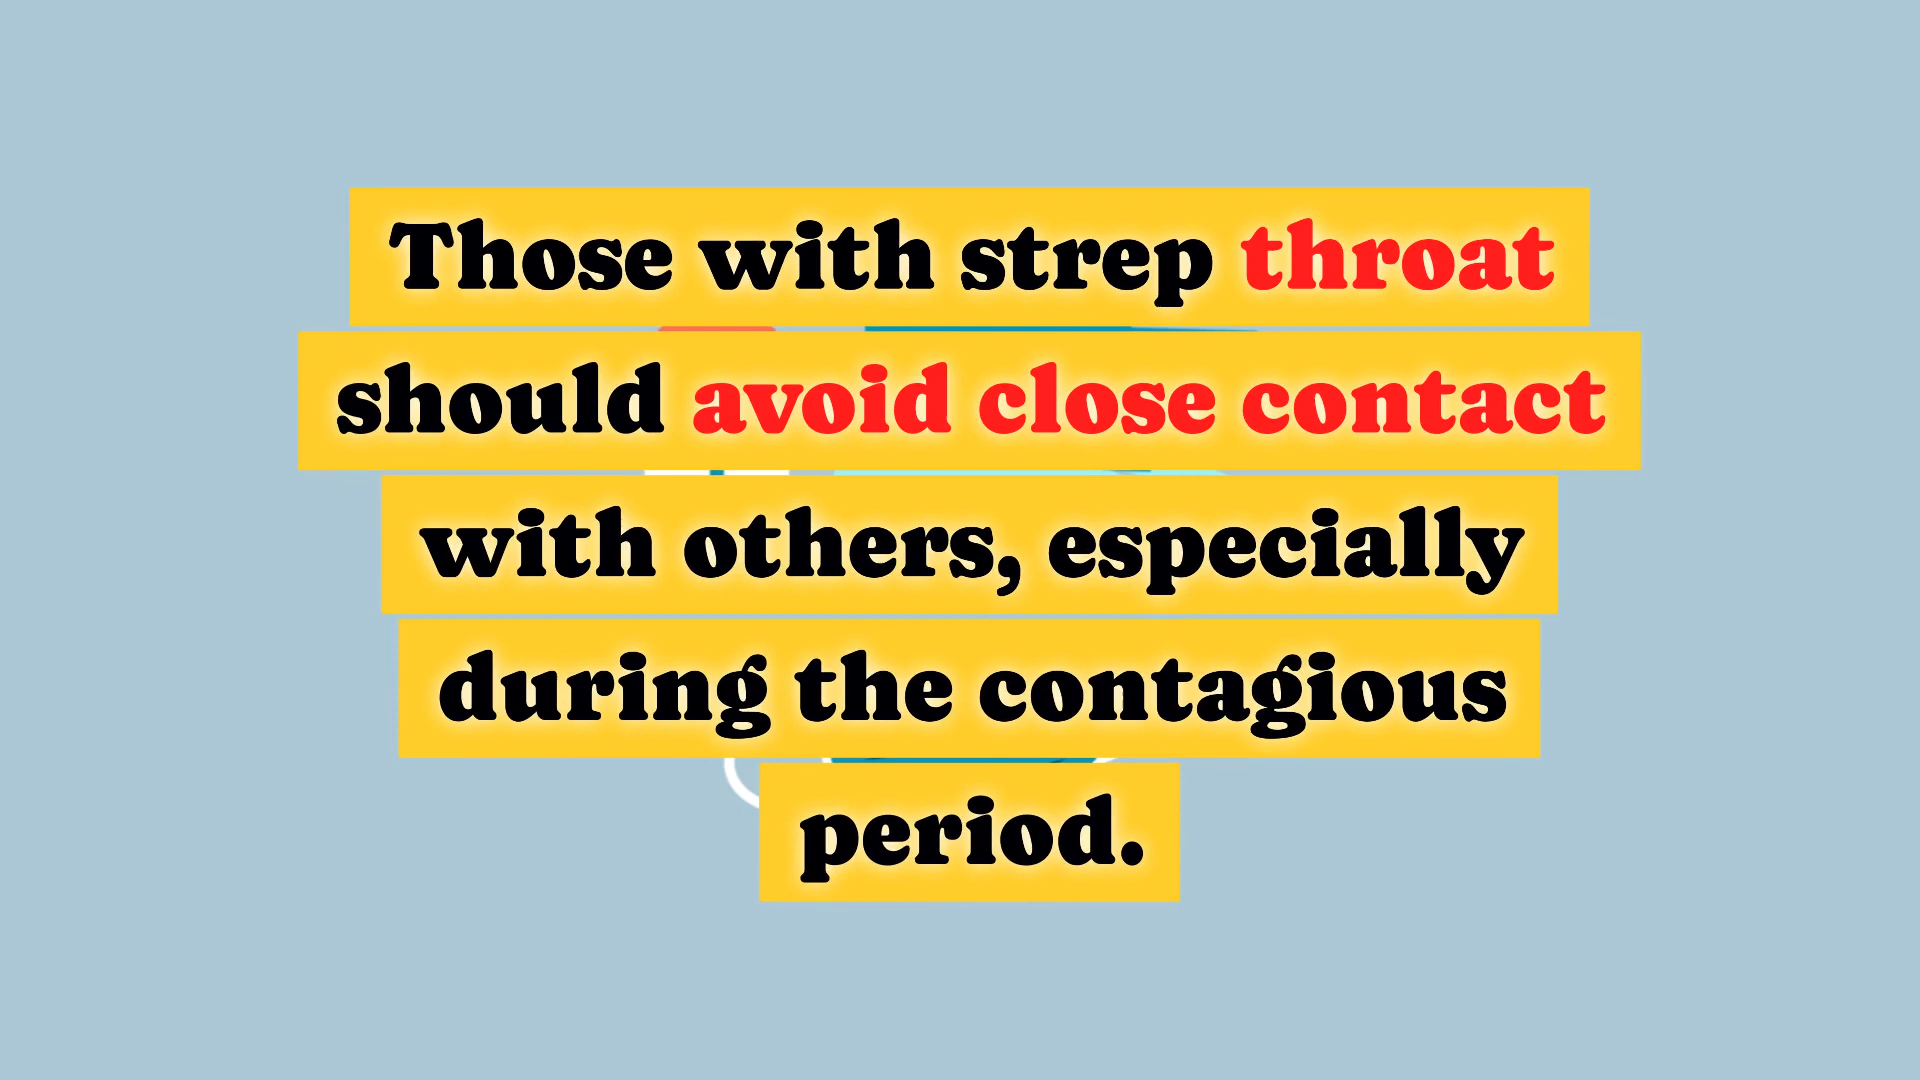 Those with strep throat
should avoid close contact
with others, especially
during the contagious
period.